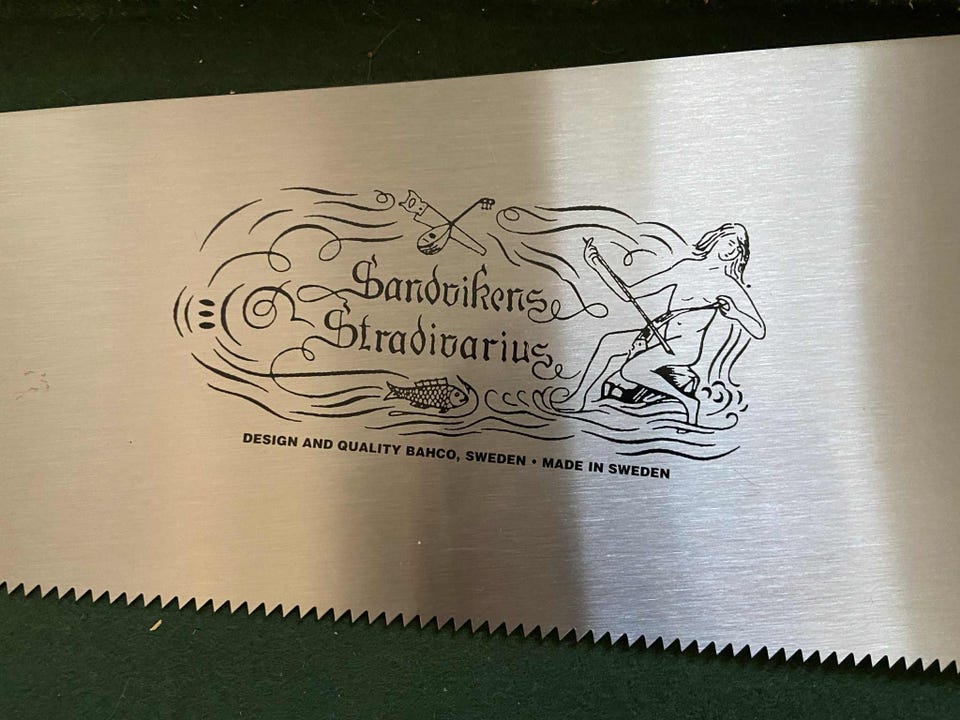 Sandvikens
Stradivarius
DESIGN AND QUALITY BAHCO, SWEDEN • MADE IN SWEDEN